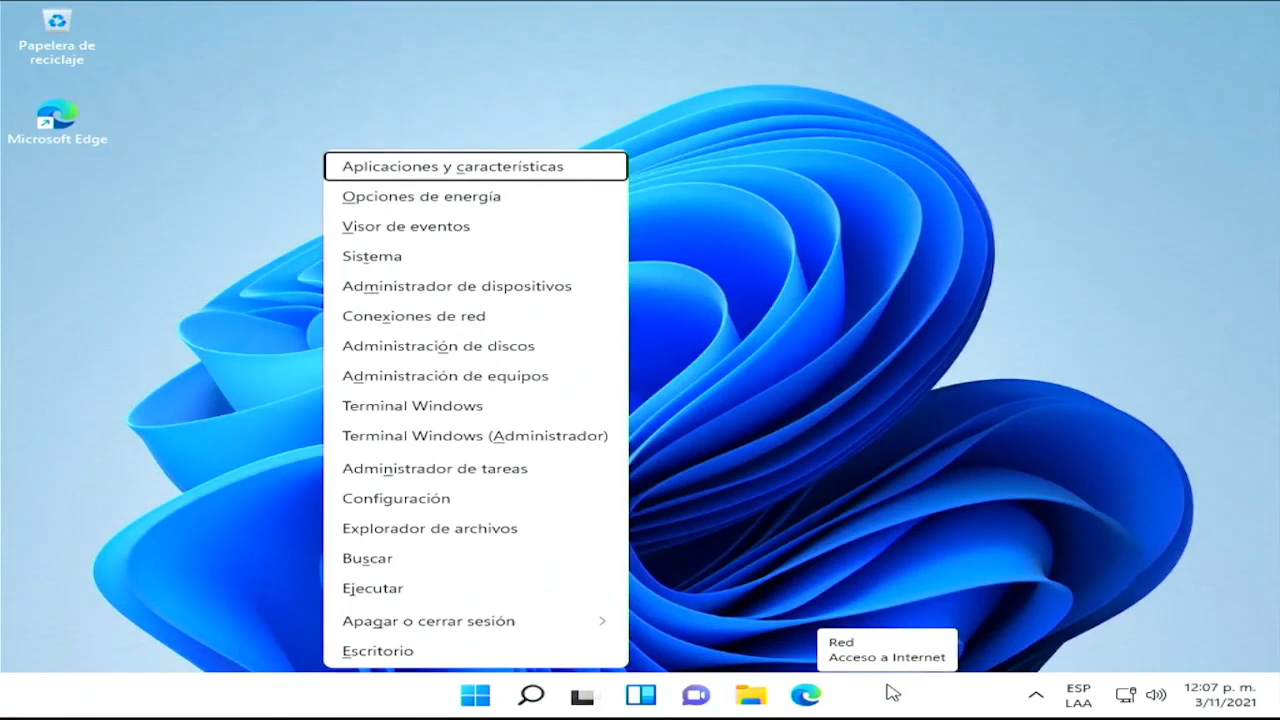 Papelera de
reciclaje
Microsoft Edge
Aplicaciones y características
Opciones de energía
Visor de eventos
Sistema
Administrador de dispositivos
Conexiones de red
Administración de discos
Administración de equipos
Terminal Windows
Terminal Windows (Administrador)
Administrador de tareas
Configuración
Explorador de archivos
Buscar
Ejecutar
Apagar o cerrar sesión
Escritorio
Red
Acceso a Internet
ESP
LAA
12:07 p. m.
3/11/2021